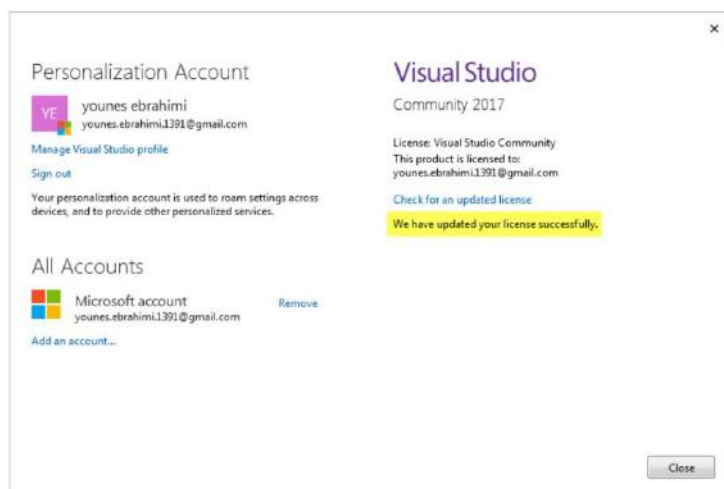 Personalization Account
YE
younes ebrahimi
younes.ebrahimi.1391@gmail.com
Manage Visual Studio profile
Sign out
Your personalization account is used to roam settings across
devices, and to provide other personalized services.
All Accounts
Microsoft account
Remove
younes.ebrahimi.1391@gmail.com
Add an account...
Visual Studio
Community 2017
License: Visual Studio Community
This product is licensed to:
younes.ebrahimi.1391@gmail.com
Check for an updated license
We have updated your license successfully.
Close